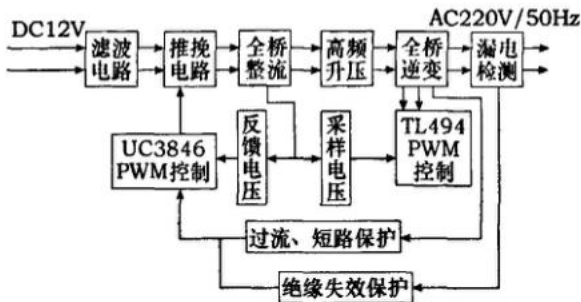 AC220V/50Hz
DC12V
滤波
电路
推挽
电路
全桥
整流
高频
升压
全桥
逆变
漏电
检测
UC3846
PWM控制
反馈电压
采样电压
TL494
PWM
控制
过流、短路保护
绝缘失效保护